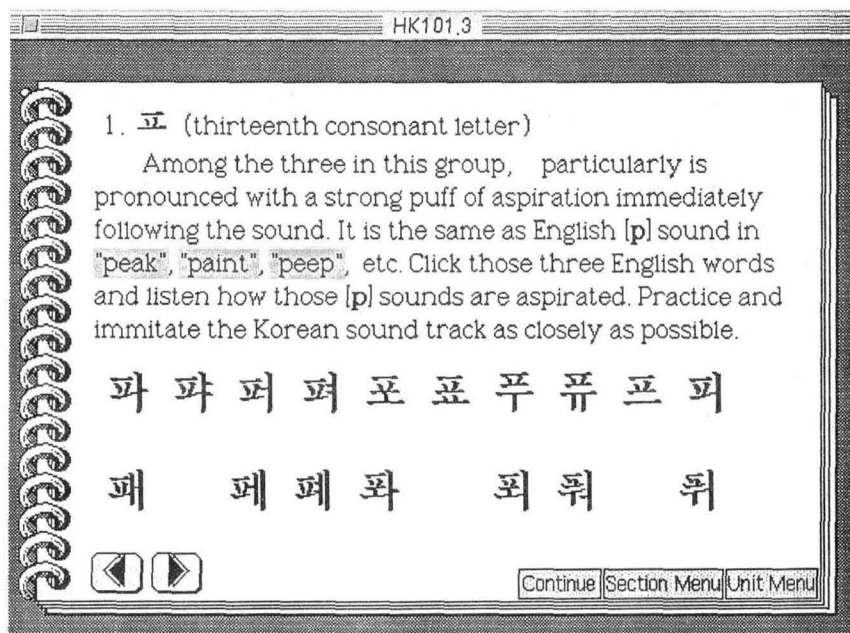 HK101.3
1. ㅍ (thirteenth consonant letter)
Among the three in this group, particularly is
pronounced with a strong puff of aspiration immediately
following the sound. It is the same as English [p] sound in
"peak", "paint", "peep", etc. Click those three English words
and listen how those [p] sounds are aspirated. Practice and
immitate the Korean sound track as closely as possible.
파 퍄 퍼 펴 포 표 푸 퓨 프 피
패 페 폐 퐈 푀 풔 퓌
Continue Section Menu Unit Menu